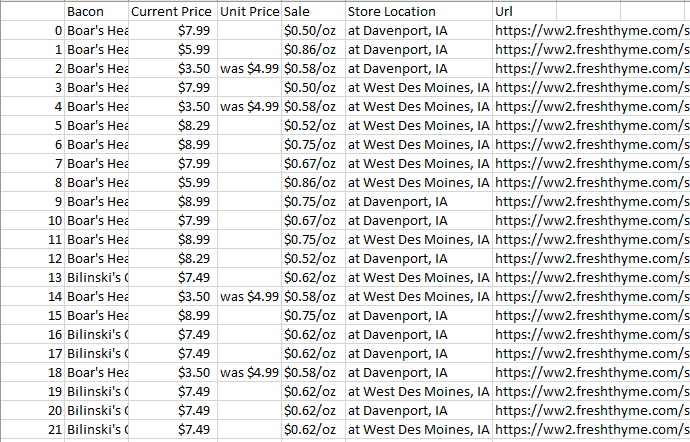 Bacon Current Price Unit Price Sale Store Location Url
0 Boar's Hea $7.99 $0.50/oz at Davenport, IA https://ww2.freshthyme.com/s
1 Boar's Hea $5.99 $0.86/oz at Davenport, IA https://ww2.freshthyme.com/s
2 Boar's Hea $3.50 was $4.99 $0.58/oz at Davenport, IA https://ww2.freshthyme.com/s
3 Boar's Hea $7.99 $0.50/oz at West Des Moines, IA https://ww2.freshthyme.com/s
4 Boar's Hea $3.50 was $4.99 $0.58/oz at West Des Moines, IA https://ww2.freshthyme.com/s
5 Boar's Hea $8.29 $0.52/oz at West Des Moines, IA https://ww2.freshthyme.com/s
6 Boar's Hea $8.99 $0.75/oz at West Des Moines, IA https://ww2.freshthyme.com/s
7 Boar's Hea $7.99 $0.67/oz at West Des Moines, IA https://ww2.freshthyme.com/s
8 Boar's Hea $5.99 $0.86/oz at West Des Moines, IA https://ww2.freshthyme.com/s
9 Boar's Hea $8.99 $0.75/oz at Davenport, IA https://ww2.freshthyme.com/s
10 Boar's Hea $7.99 $0.67/oz at Davenport, IA https://ww2.freshthyme.com/s
11 Boar's Hea $8.99 $0.75/oz at West Des Moines, IA https://ww2.freshthyme.com/s
12 Boar's Hea $8.29 $0.52/oz at Davenport, IA https://ww2.freshthyme.com/s
13 Bilinski's C $7.49 $0.62/oz at West Des Moines, IA https://ww2.freshthyme.com/s
14 Boar's Hea $3.50 was $4.99 $0.58/oz at West Des Moines, IA https://ww2.freshthyme.com/s
15 Boar's Hea $8.99 $0.75/oz at Davenport, IA https://ww2.freshthyme.com/s
16 Bilinski's C $7.49 $0.62/oz at Davenport, IA https://ww2.freshthyme.com/s
17 Bilinski's C $7.49 $0.62/oz at Davenport, IA https://ww2.freshthyme.com/s
18 Boar's Hea $3.50 was $4.99 $0.58/oz at Davenport, IA https://ww2.freshthyme.com/s
19 Bilinski's C $7.49 $0.62/oz at West Des Moines, IA https://ww2.freshthyme.com/s
20 Bilinski's C $7.49 $0.62/oz at Davenport, IA https://ww2.freshthyme.com/s
21 Bilinski's C $7.49 $0.62/oz at West Des Moines, IA https://ww2.freshthyme.com/s